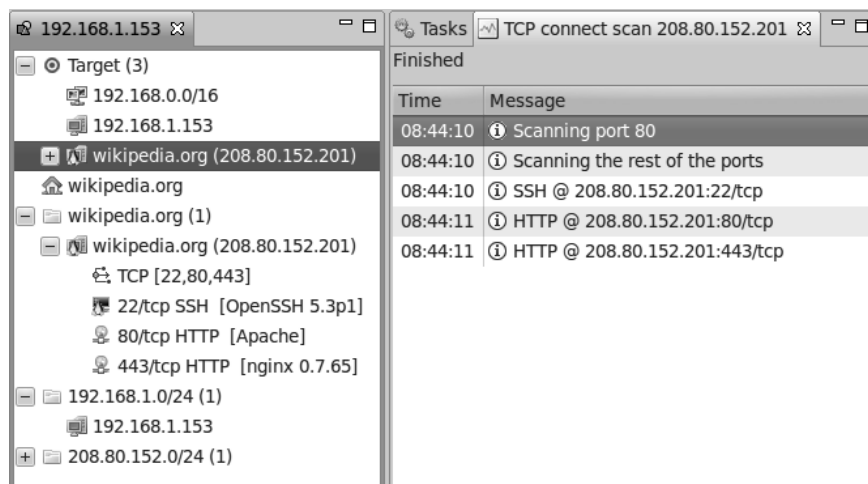 192.168.1.153
Target (3)
192.168.0.0/16
192.168.1.153
wikipedia.org (208.80.152.201)
wikipedia.org
wikipedia.org (1)
wikipedia.org (208.80.152.201)
TCP [22,80,443]
22/tcp SSH [OpenSSH 5.3p1]
80/tcp HTTP [Apache]
443/tcp HTTP [nginx 0.7.65]
192.168.1.0/24 (1)
192.168.1.153
208.80.152.0/24 (1)
Tasks TCP connect scan 208.80.152.201
Finished
Time Message
08:44:10 Scanning port 80
08:44:10 Scanning the rest of the ports
08:44:10 SSH @ 208.80.152.201:22/tcp
08:44:11 HTTP @ 208.80.152.201:80/tcp
08:44:11 HTTP @ 208.80.152.201:443/tcp